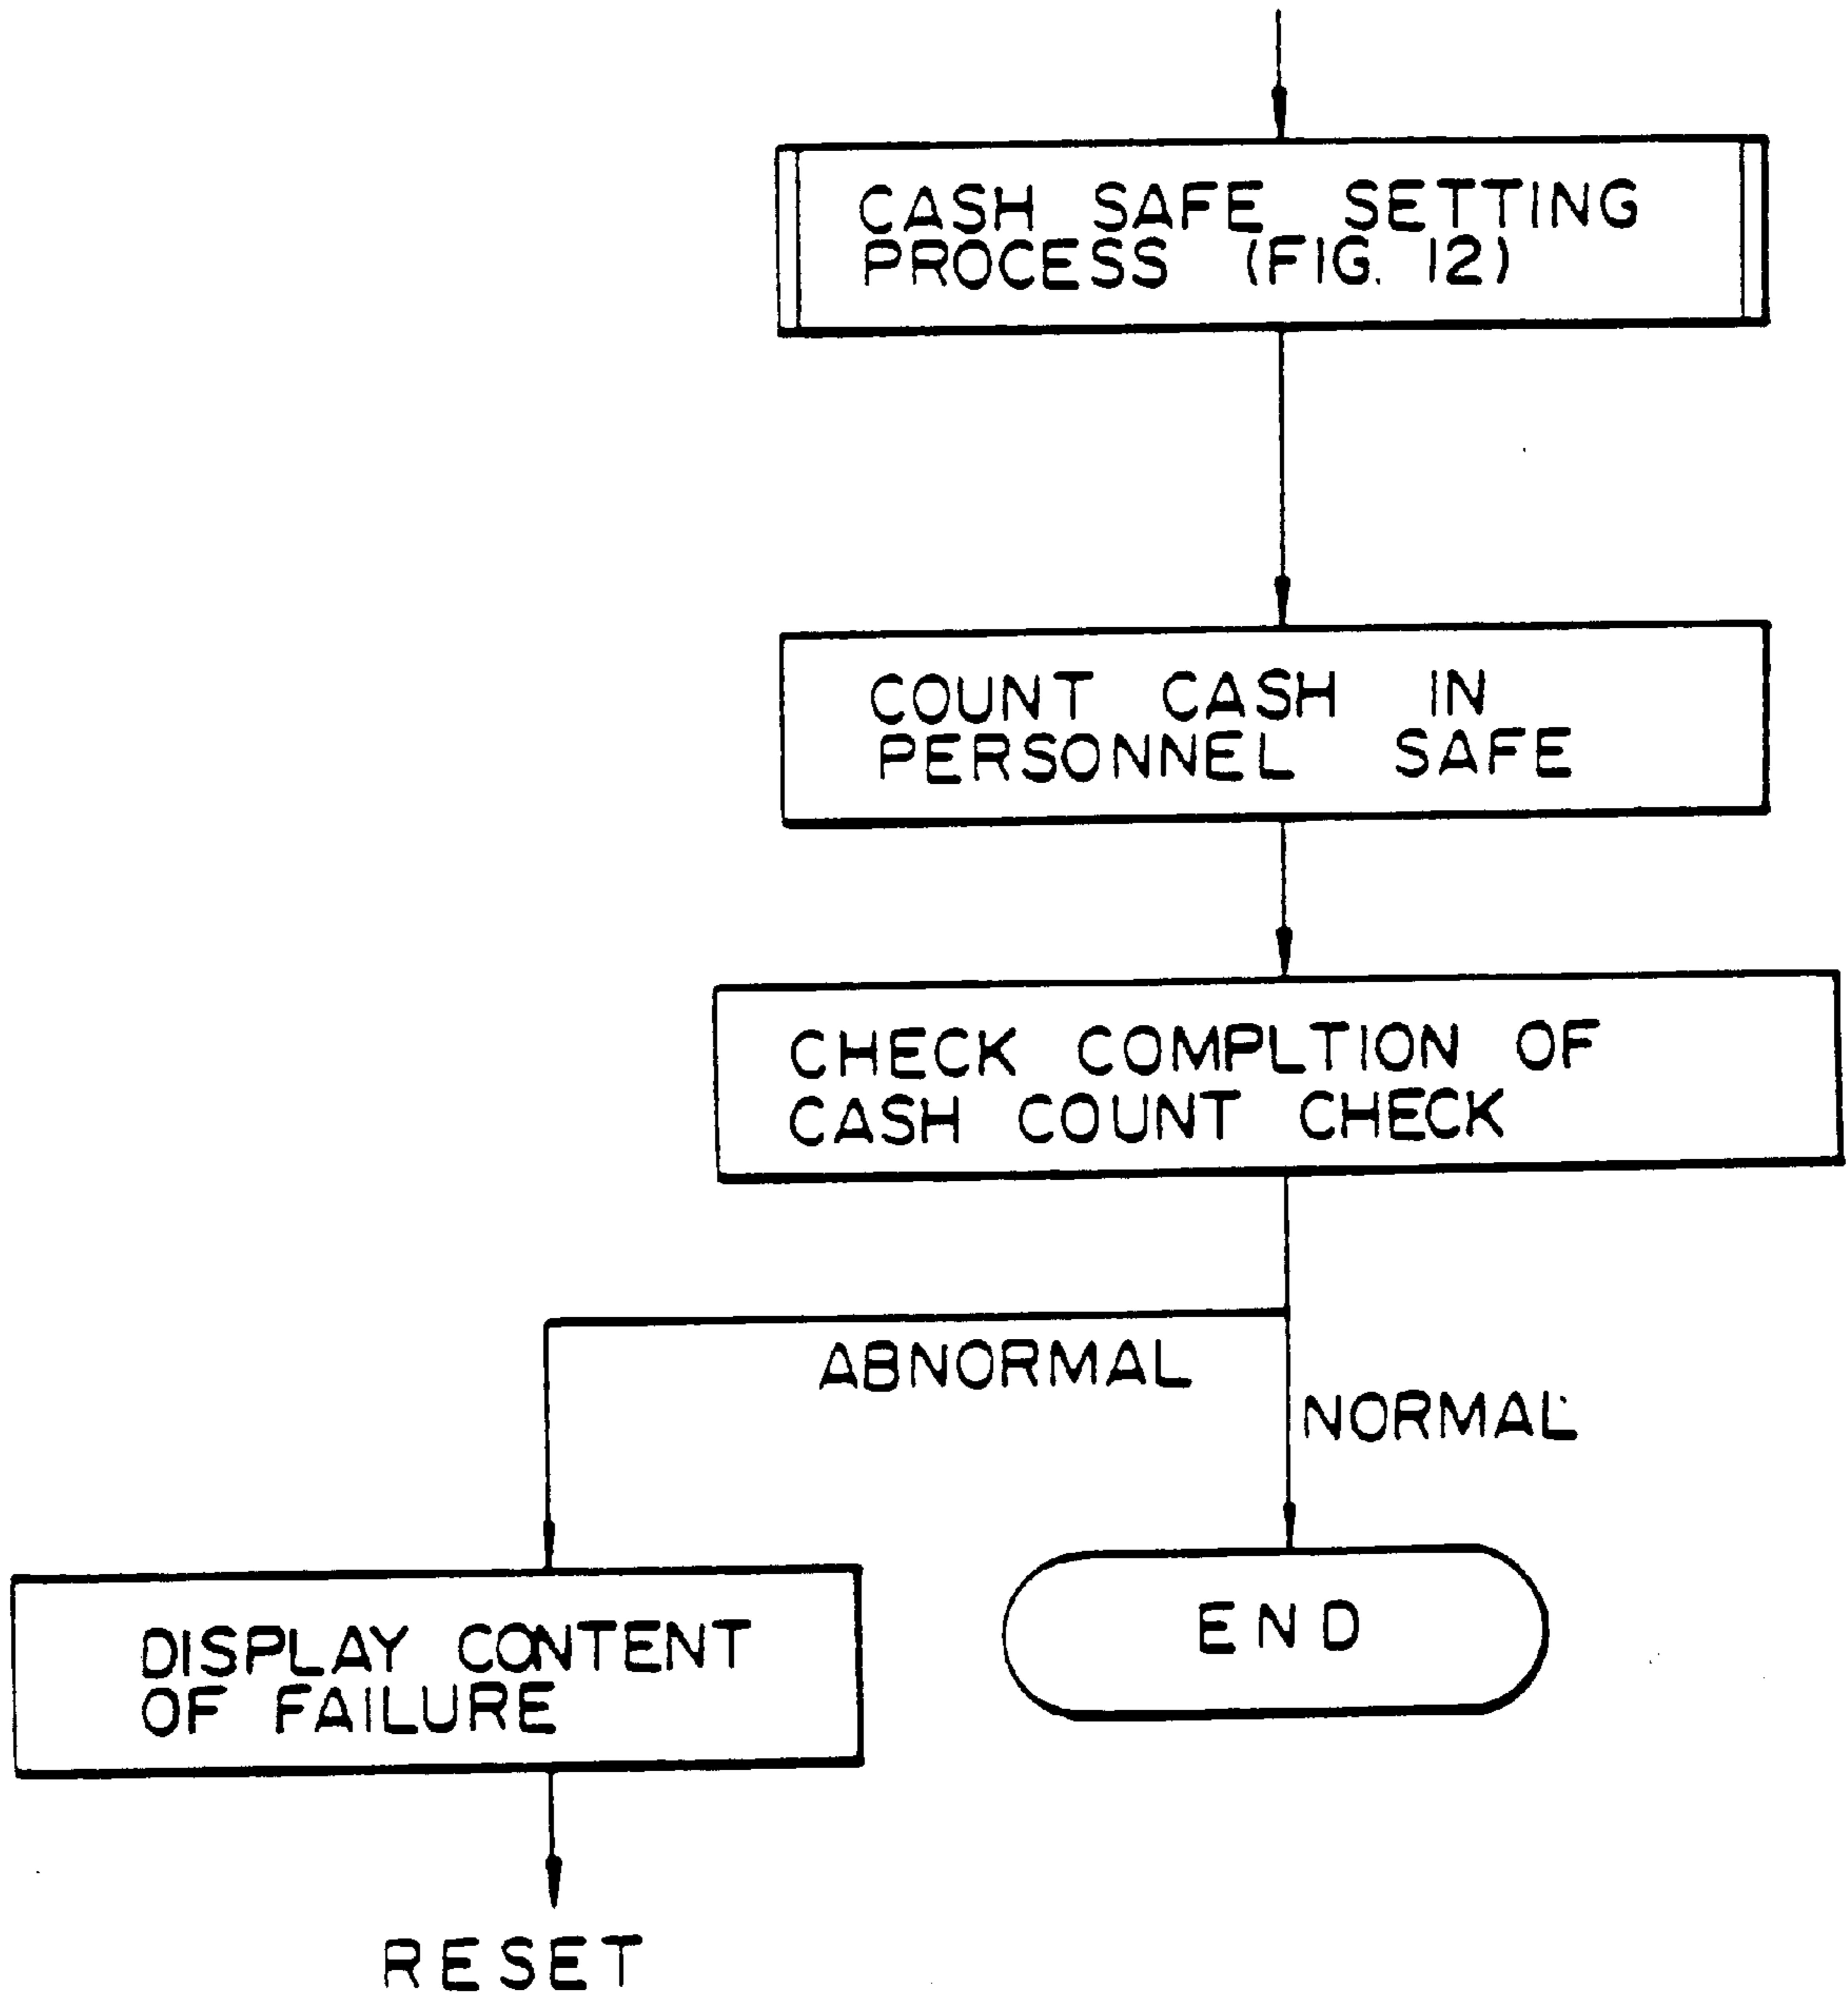 CASH SAFE SETTING
PROCESS (FIG. 12)
COUNT CASH IN
PERSONNEL SAFE
CHECK COMPLTION OF
CASH COUNT CHECK
ABNORMAL
NORMAL
DISPLAY CONTENT
OF FAILURE
END
RESET